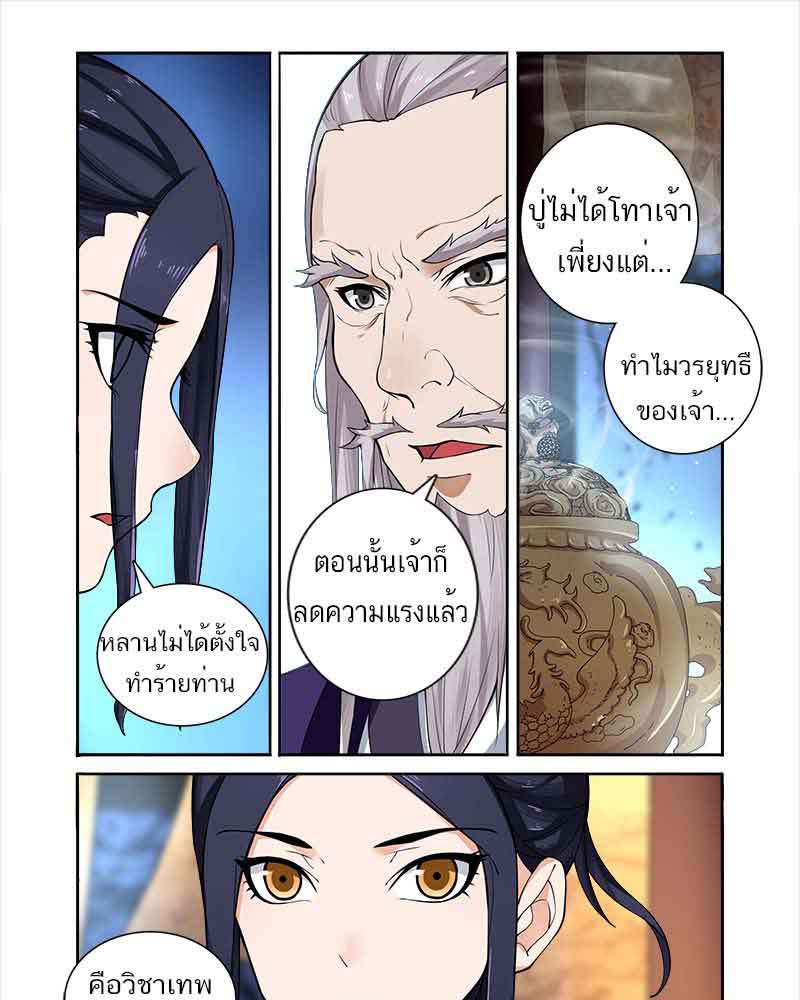 หลานไม่ได้ตั้งใจ
ทำร้ายท่าน
ตอนนั้นเจ้าก็
ลดความแรงแล้ว
ปู่ไม่ได้โทาเจ้า
เพี่ยงแต่...
ทำไมวรยุทธื
ของเจ้า...
คือวิชาเทพ